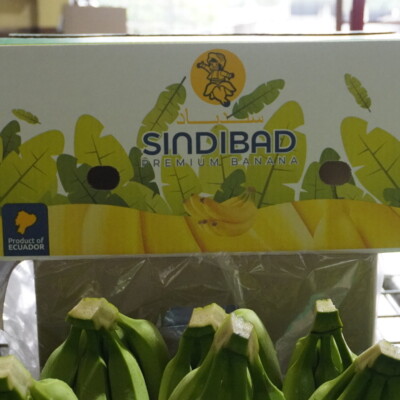 سندباد
SINDIBAD
PREMIUM BANANA
Product of
ECUADOR